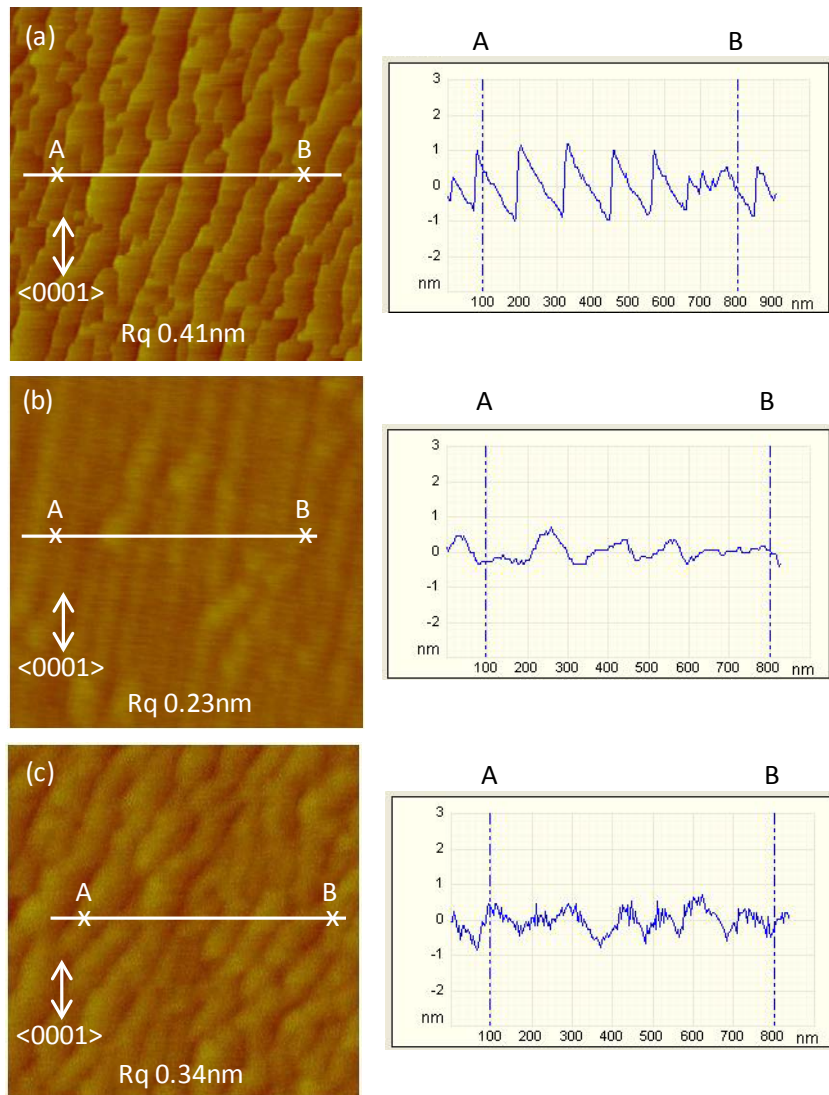 (a)
A B
x x
<0001>
Rq 0.41nm
A B
3
2
1
0
-1
-2
nm
100 200 300 400 500 600 700 800 900 nm
(b)
A B
x x
<0001>
Rq 0.23nm
A B
3
2
1
0
-1
-2
nm
100 200 300 400 500 600 700 800 nm
(c)
A B
x x
<0001>
Rq 0.34nm
A B
3
2
1
0
-1
-2
nm
100 200 300 400 500 600 700 800 nm